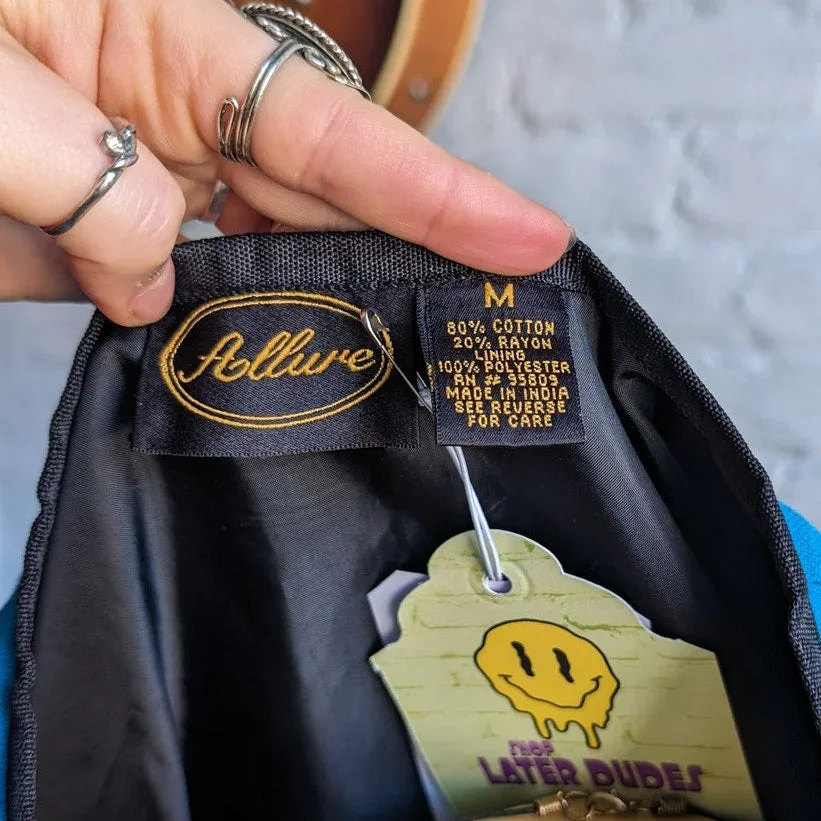 Allure
M
80% COTTON
20% RAYON
LINING
100% POLYESTER
RN # 95809
MADE IN INDIA
SEE REVERSE
FOR CARE
SHOP
LATER DUDES